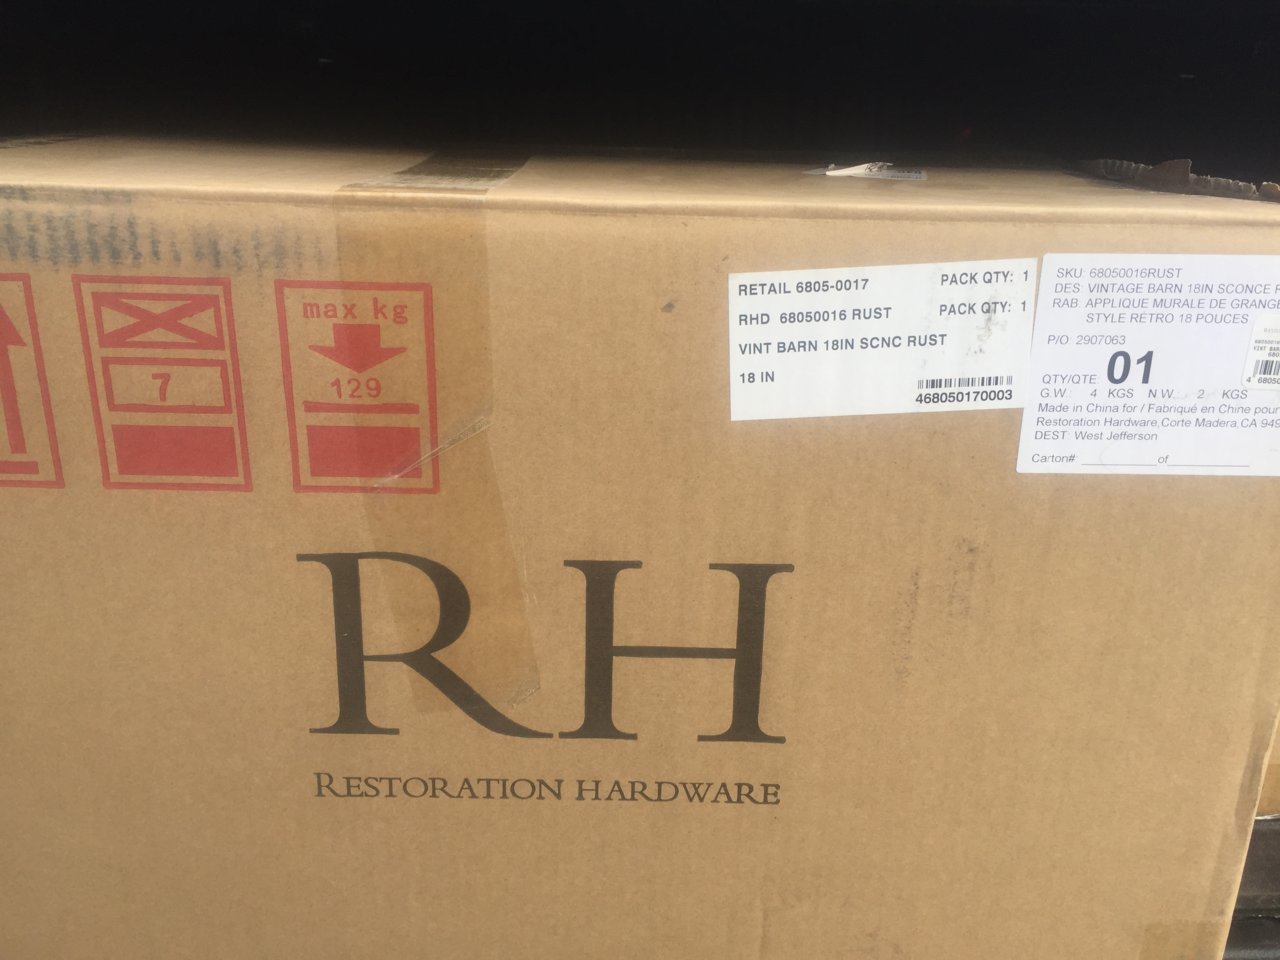 max kg
7
129
RETAIL 6805-0017 PACK QTY: 1
RHD 68050016 RUST PACK QTY: 1
VINT BARN 18IN SCNC RUST
18 IN
468050170003
SKU: 68050016RUST
DES: VINTAGE BARN 18IN SCONCE
RAB: APPLIQUE MURALE DE GRANGE
STYLE RETRO 18 POUCES
P/O: 2907063
QTY/QTE: 01
G.W.: 4 KGS N.W.: 2 KGS
Made in China for / Fabriqué en Chine pour
Restoration Hardware, Corte Madera, CA 949
DEST: West Jefferson
Carton# of
RH
RESTORATION HARDWARE